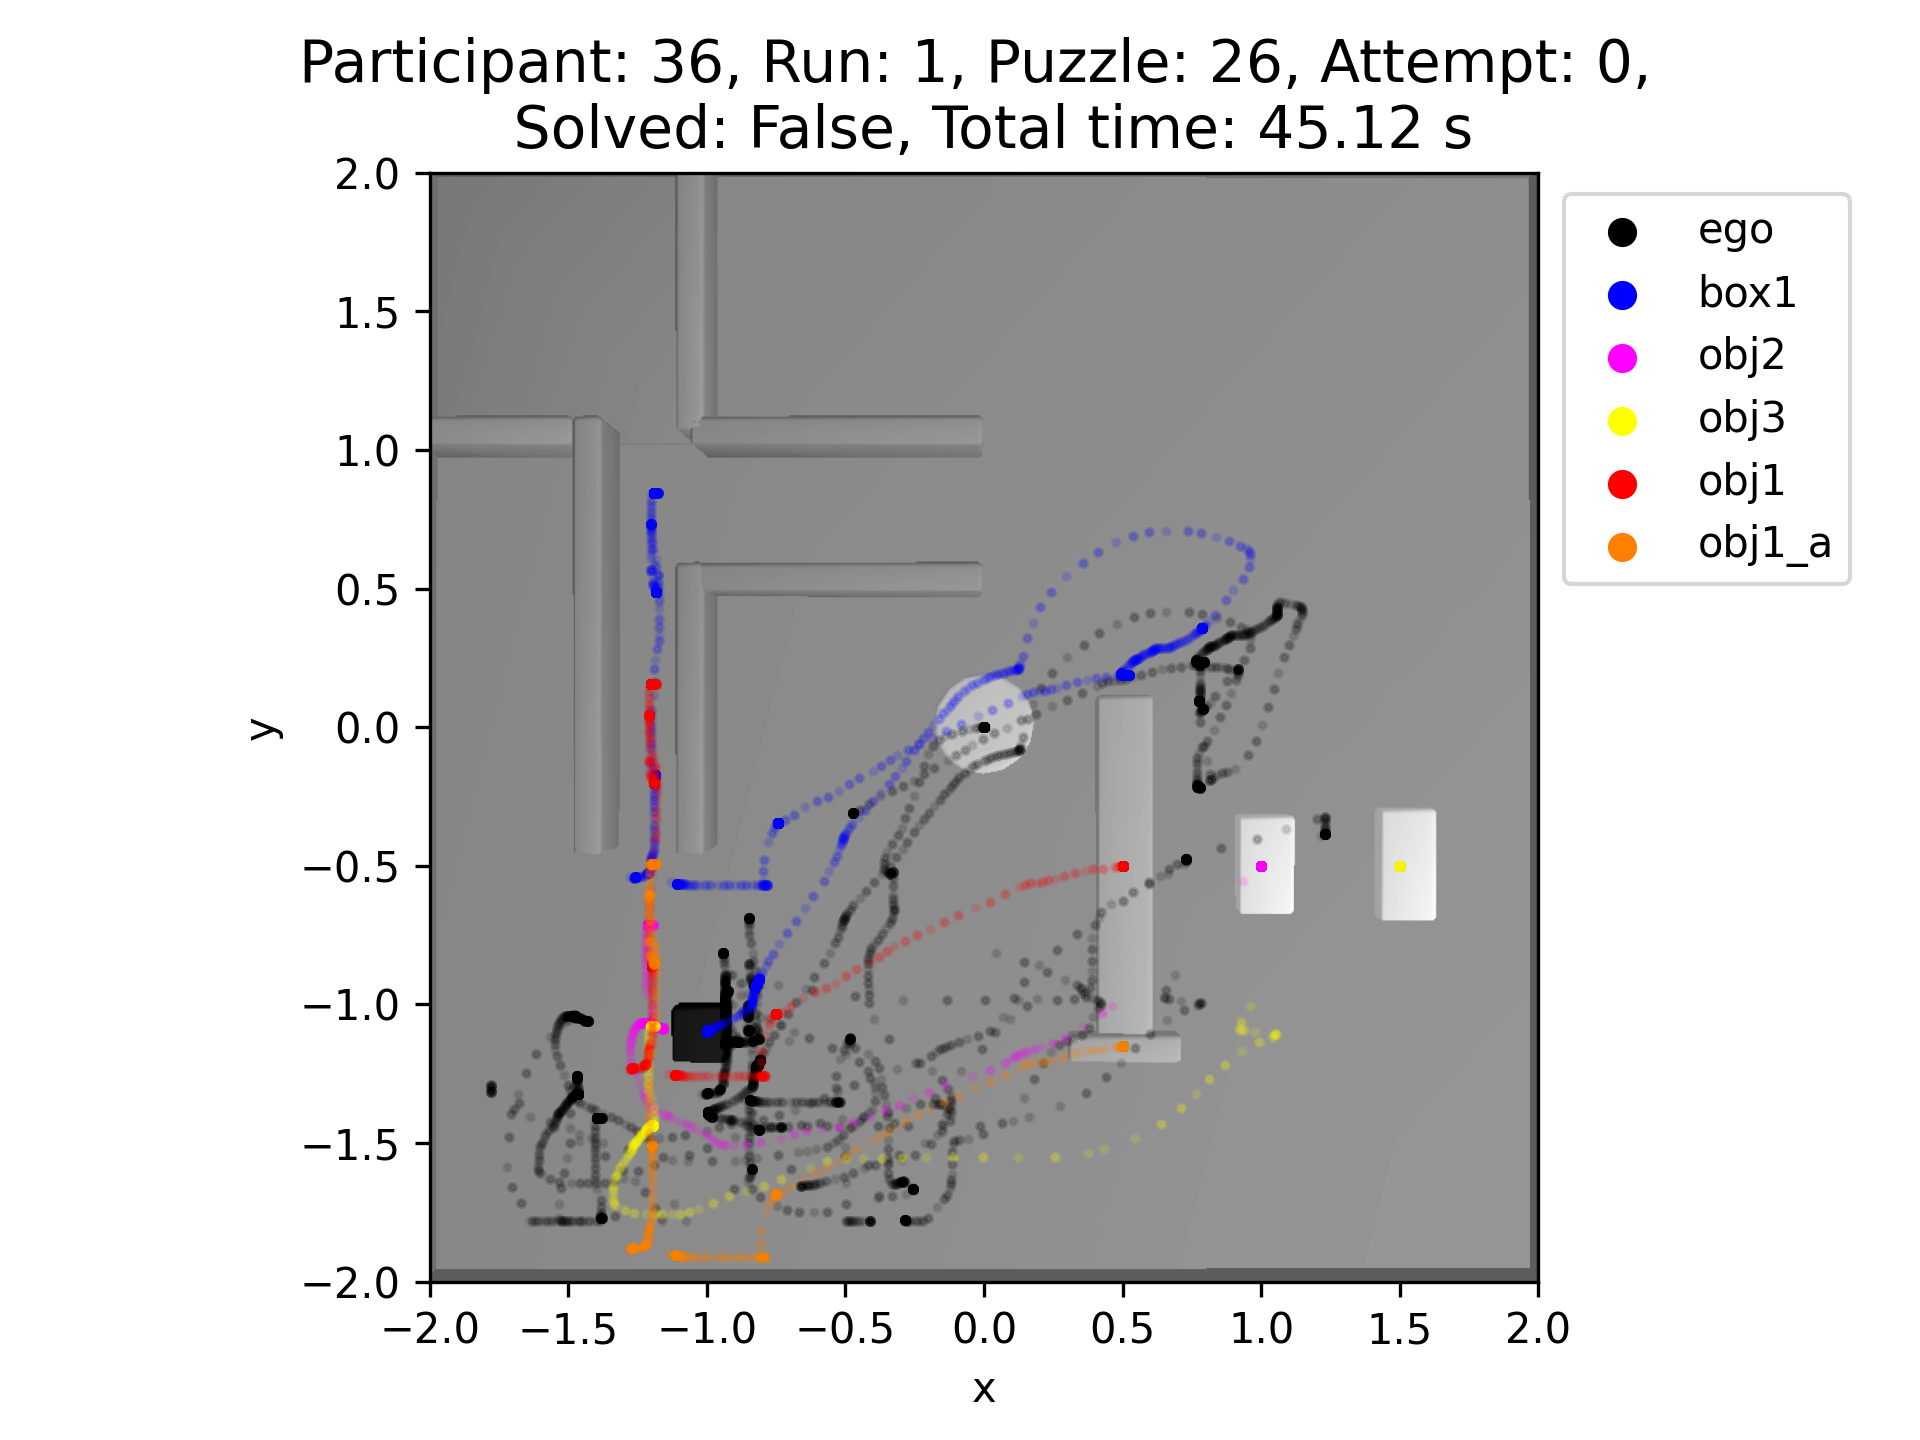 Participant: 36, Run: 1, Puzzle: 26, Attempt: 0,
Solved: False, Total time: 45.12 s
2.0
1.5
1.0
0.5
0.0
−0.5
−1.0
−1.5
−2.0
y
−2.0 −1.5 −1.0 −0.5 0.0 0.5 1.0 1.5 2.0
x
ego
box1
obj2
obj3
obj1
obj1_a